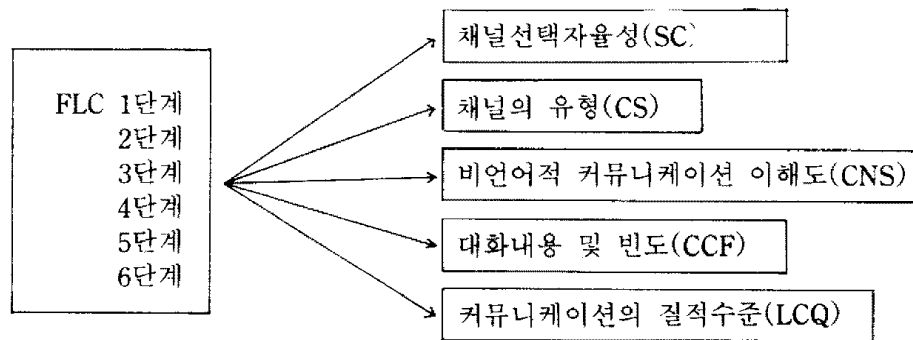 FLC 1단계
2단계
3단계
4단계
5단계
6단계
채널선택자율성(SC)
채널의 유형(CS)
비언어적 커뮤니케이션 이해도(CNS)
대화내용 및 빈도(CCF)
커뮤니케이션의 질적수준(LCQ)